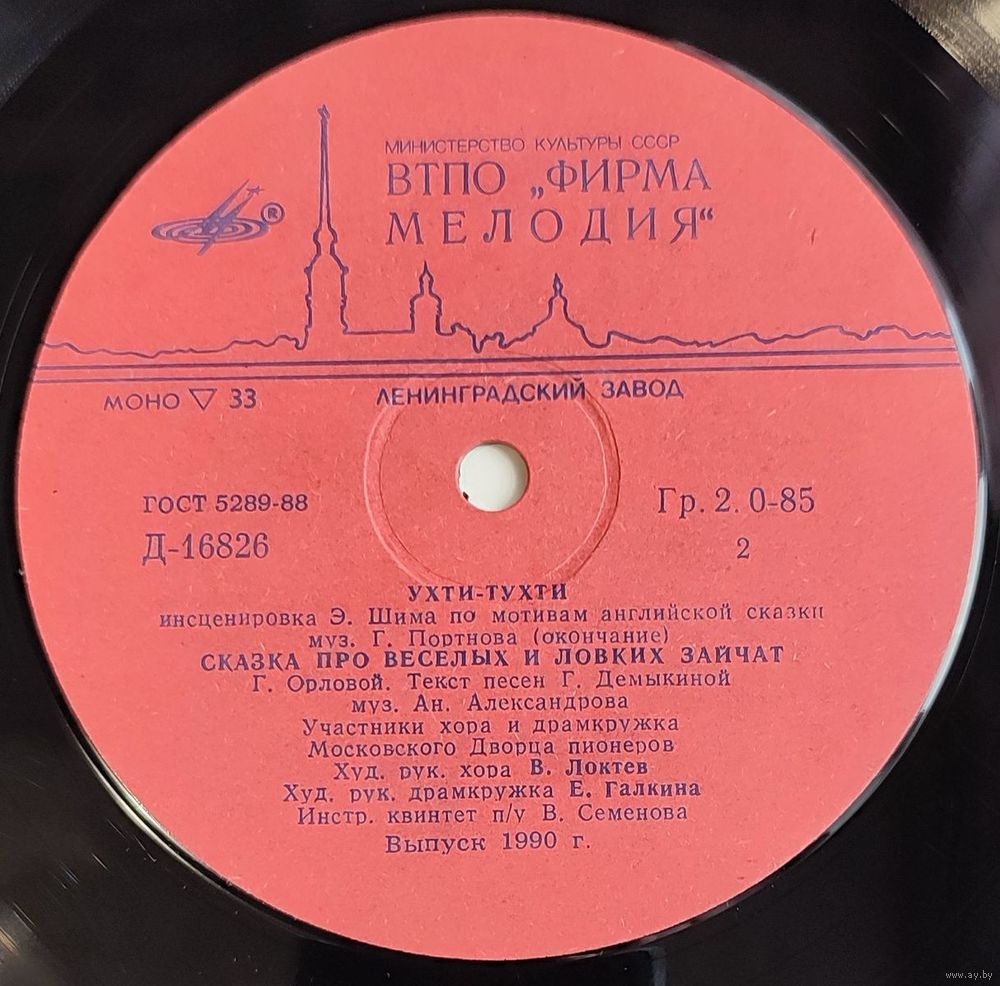 МИНИСТЕРСТВО КУЛЬТУРЫ СССР
ВТПО „ФИРМА
МЕЛОДИЯ“
®
МОНО ▽ 33
ЛЕНИНГРАДСКИЙ ЗАВОД
ГОСТ 5289-88
Гр. 2. 0-85
Д-16826
2
УХТИ-ТУХТИ
инсценировка Э. Шима по мотивам английской сказки
муз. Г. Портнова (окончание)
СКАЗКА ПРО ВЕСЕЛЫХ И ЛОВКИХ ЗАЙЧАТ
Г. Орловой. Текст песен Г. Демыкиной
муз. Ан. Александрова
Участники хора и драмкружка
Московского Дворца пионеров
Худ. рук. хора В. Локтев
Худ. рук. драмкружка Е. Галкина
Инстр. квинтет п/у В. Семенова
Выпуск 1990 г.
www.ay.by